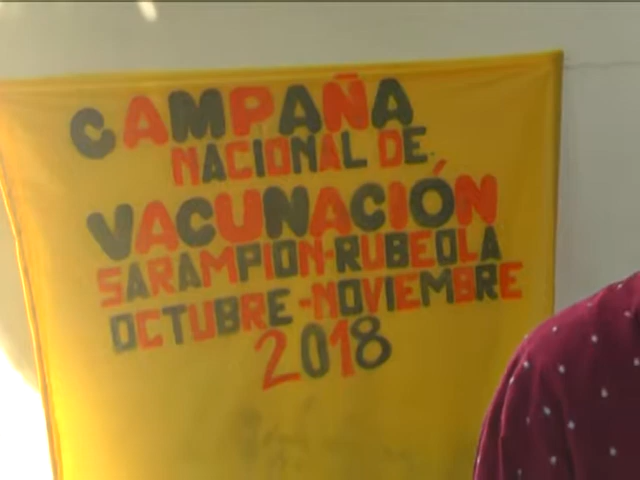 CAMPAÑA
NACIONAL DE
VACUNACIÓN
SARAMPION-RUBEOLA
OCTUBRE-NOVIEMBRE
2018